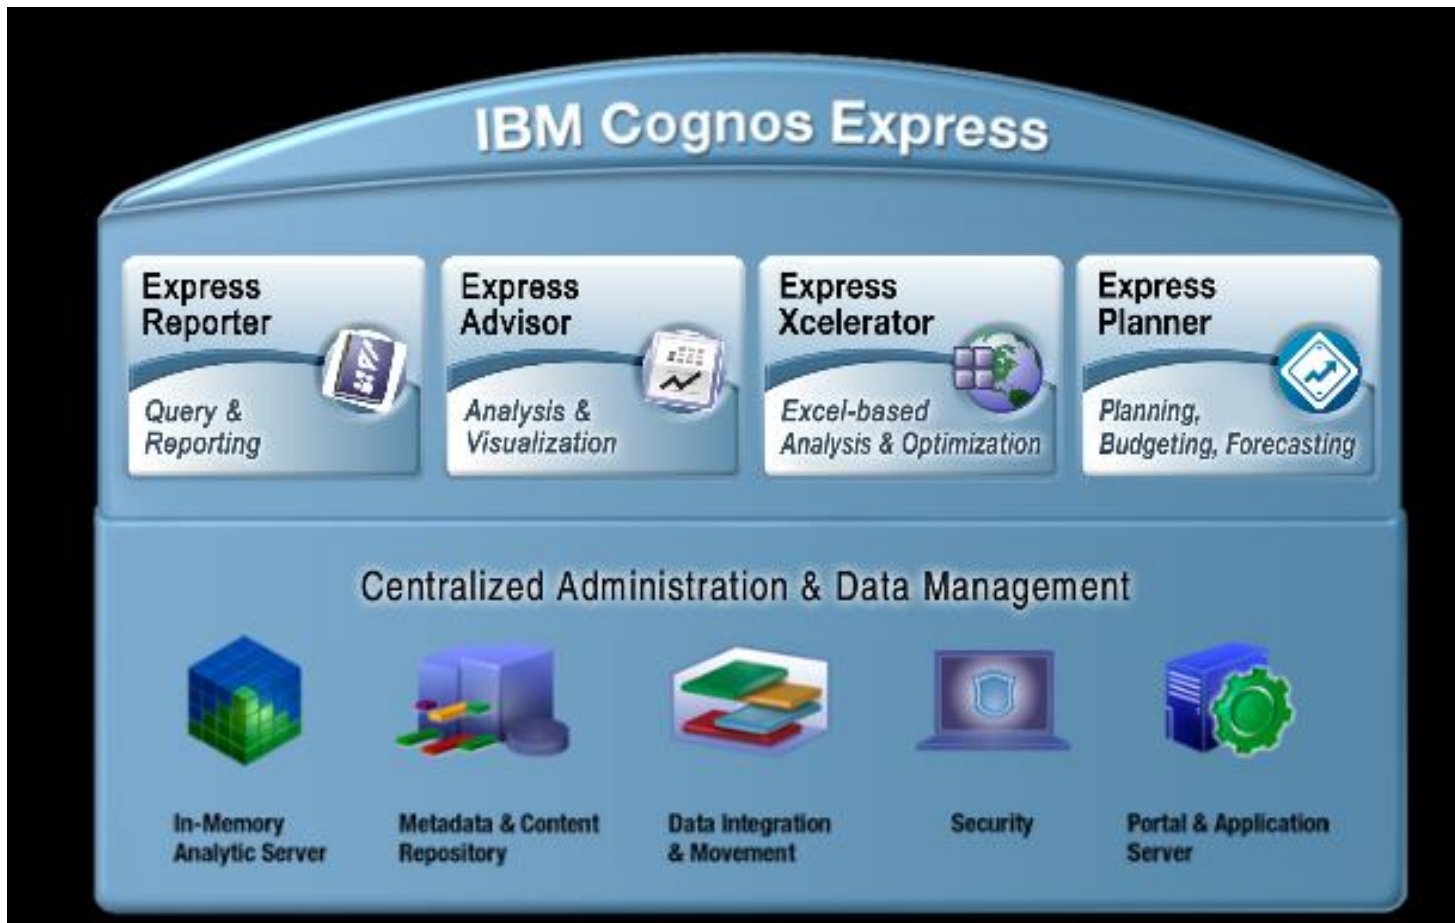 IBM Cognos Express
Express
Reporter
Query &
Reporting
Express
Advisor
Analysis &
Visualization
Express
Xcelerator
Excel-based
Analysis & Optimization
Express
Planner
Planning,
Budgeting, Forecasting
Centralized Administration & Data Management
In-Memory
Analytic Server
Metadata & Content
Repository
Data Integration
& Movement
Security
Portal & Application
Server